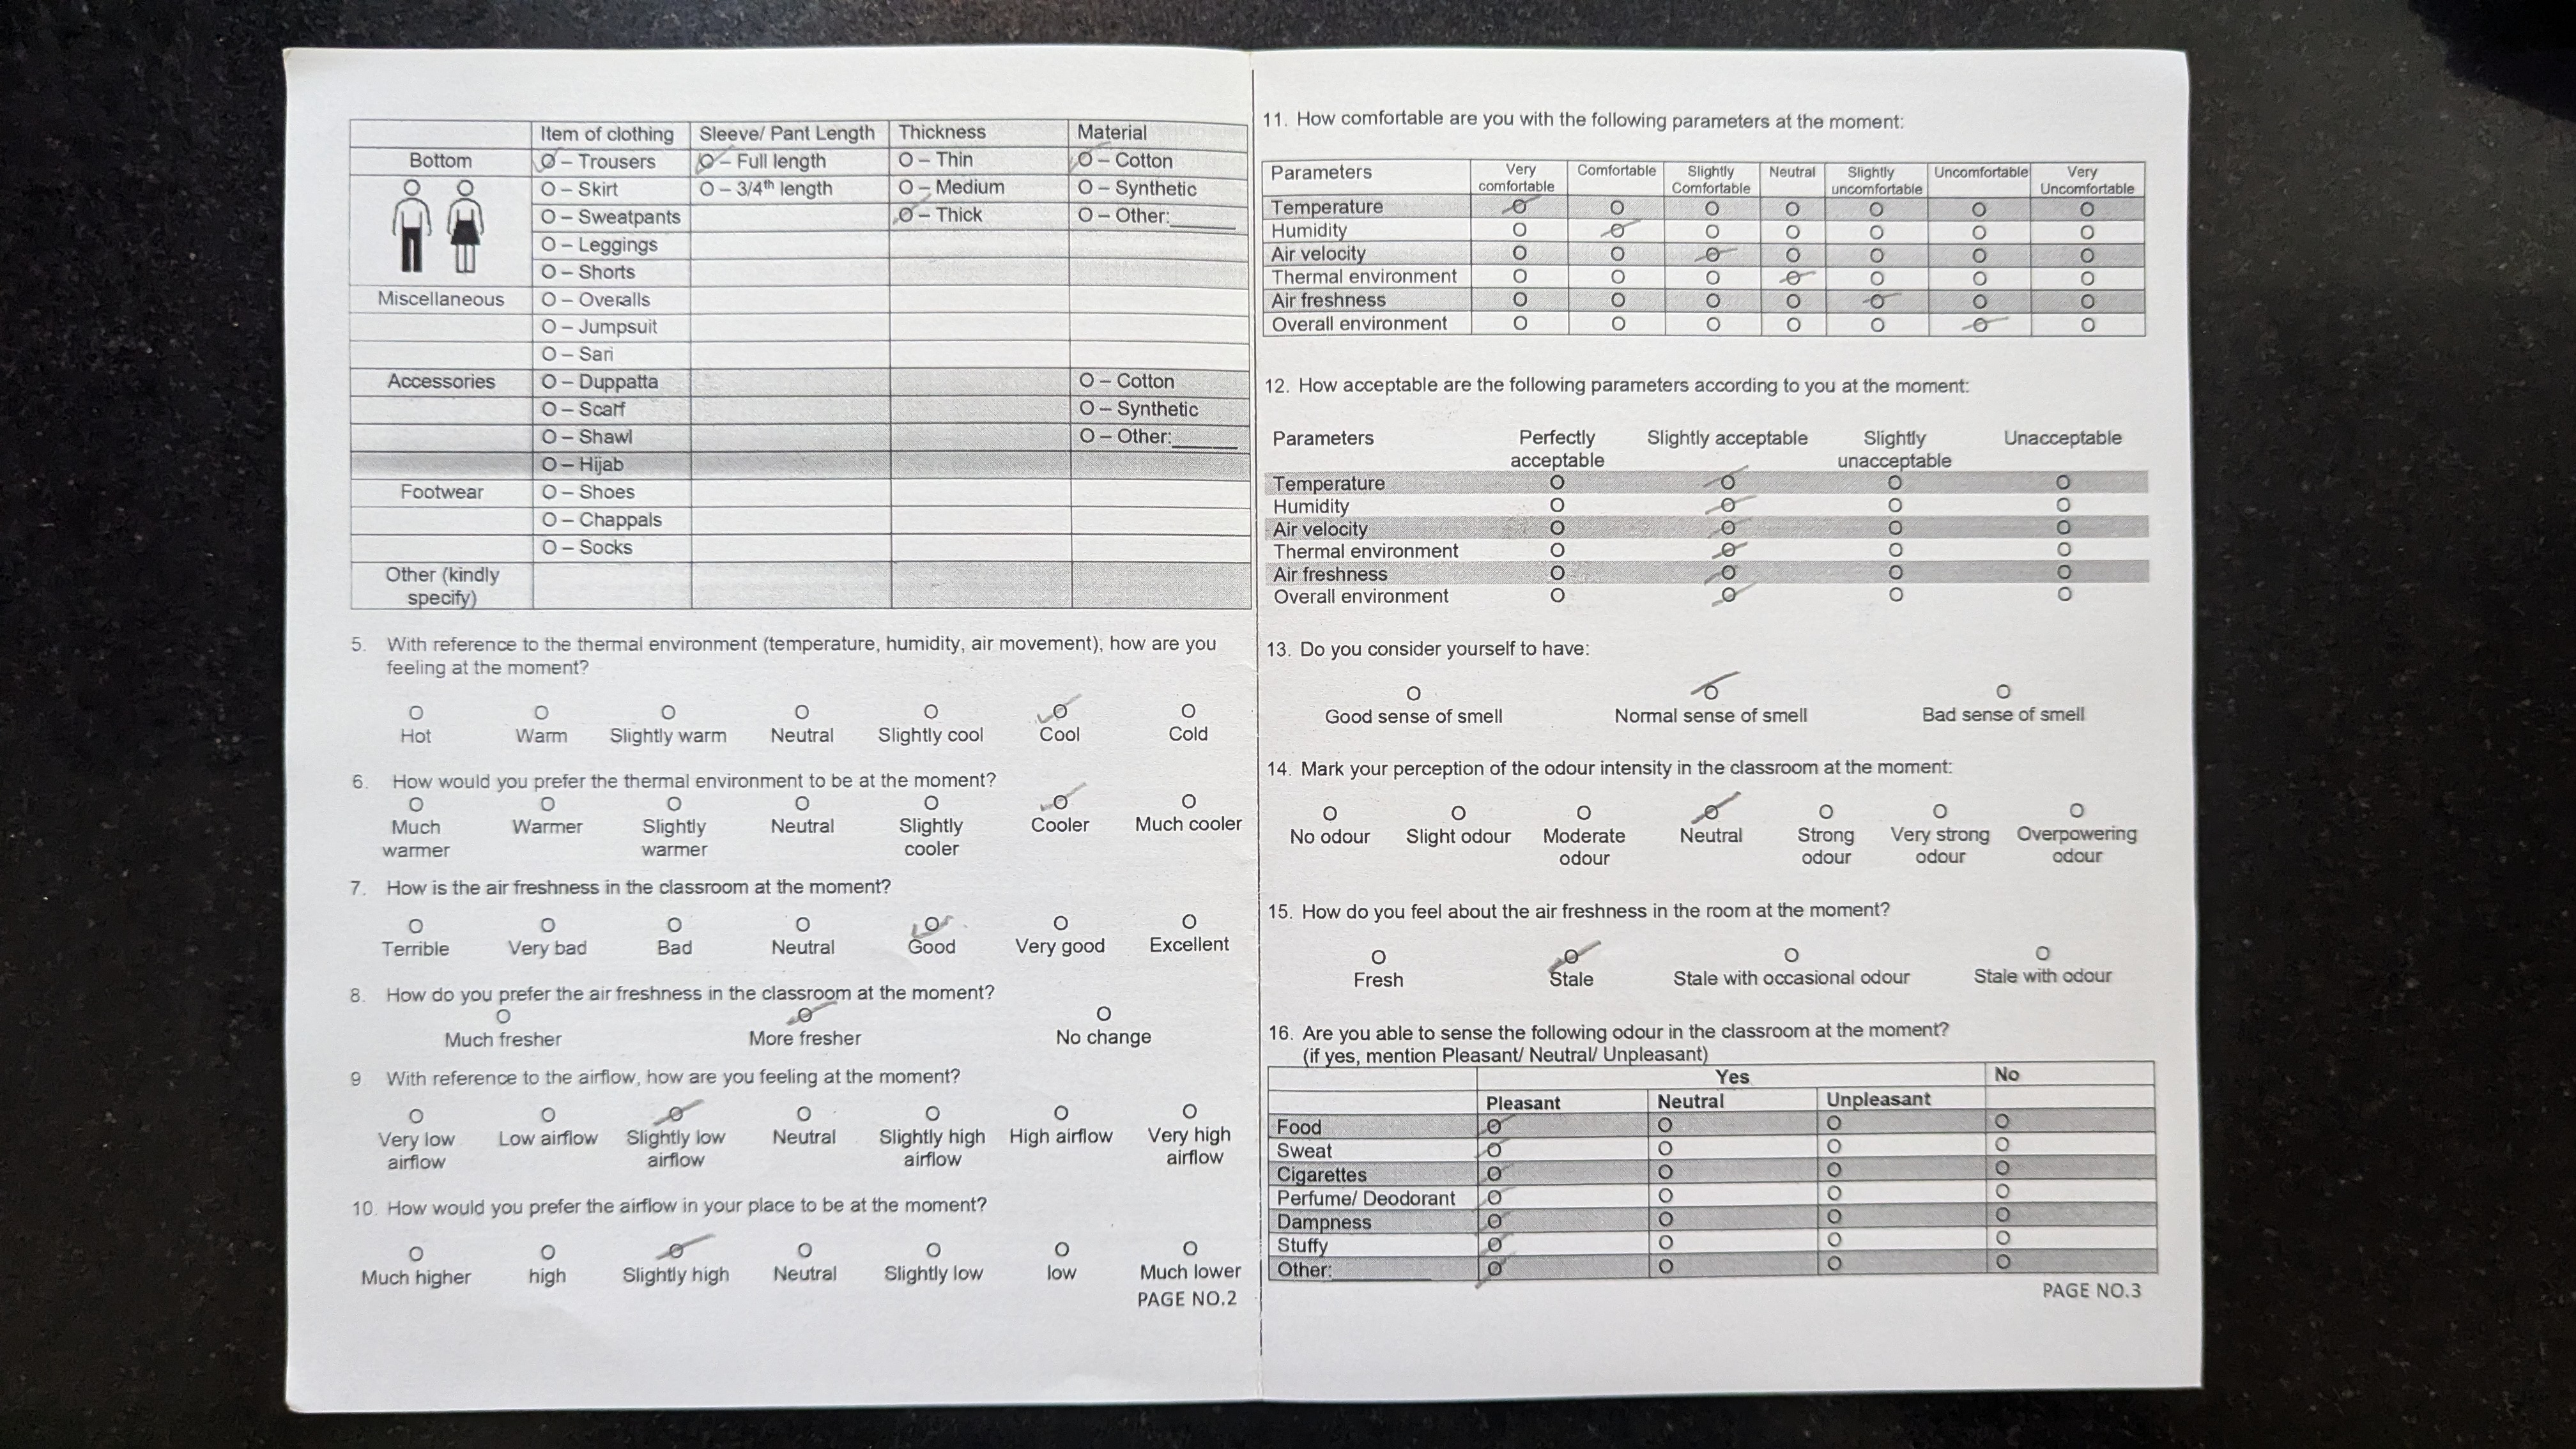 Item of clothing Sleeve/ Pant Length Thickness Material
Bottom O – Trousers O – Full length O – Thin O – Cotton
O – Skirt O – 3/4th length O – Medium O – Synthetic
O – Sweatpants O – Thick O – Other:______
O – Leggings
O – Shorts
Miscellaneous O – Overalls
O – Jumpsuit
O – Sari
Accessories O – Duppatta O – Cotton
O – Scarf O – Synthetic
O – Shawl O – Other:______
O – Hijab
Footwear O – Shoes
O – Chappals
O – Socks
Other (kindly
specify)
5. With reference to the thermal environment (temperature, humidity, air movement), how are you
feeling at the moment?
O O O O O O O
Hot Warm Slightly warm Neutral Slightly cool Cool Cold
6. How would you prefer the thermal environment to be at the moment?
O O O O O O O
Much Warmer Slightly Neutral Slightly Cooler Much cooler
warmer warmer cooler
7. How is the air freshness in the classroom at the moment?
O O O O O O O
Terrible Very bad Bad Neutral Good Very good Excellent
8. How do you prefer the air freshness in the classroom at the moment?
O O O
Much fresher More fresher No change
9. With reference to the airflow, how are you feeling at the moment?
O O O O O O O
Very low Low airflow Slightly low Neutral Slightly high High airflow Very high
airflow airflow airflow airflow
10. How would you prefer the airflow in your place to be at the moment?
O O O O O O O
Much higher high Slightly high Neutral Slightly low low Much lower
PAGE NO.2
11. How comfortable are you with the following parameters at the moment:
Parameters Very Comfortable Slightly Neutral Slightly Uncomfortable Very
comfortable Comfortable uncomfortable Uncomfortable
Temperature O O O O O O O
Humidity O O O O O O O
Air velocity O O O O O O O
Thermal environment O O O O O O O
Air freshness O O O O O O O
Overall environment O O O O O O O
12. How acceptable are the following parameters according to you at the moment:
Parameters Perfectly Slightly acceptable Slightly Unacceptable
acceptable unacceptable
Temperature O O O O
Humidity O O O O
Air velocity O O O O
Thermal environment O O O O
Air freshness O O O O
Overall environment O O O O
13. Do you consider yourself to have:
O O O
Good sense of smell Normal sense of smell Bad sense of smell
14. Mark your perception of the odour intensity in the classroom at the moment:
O O O O O O O
No odour Slight odour Moderate Neutral Strong Very strong Overpowering
odour odour odour odour
15. How do you feel about the air freshness in the room at the moment?
O O O O
Fresh Stale Stale with occasional odour Stale with odour
16. Are you able to sense the following odour in the classroom at the moment?
(if yes, mention Pleasant/ Neutral/ Unpleasant)
Yes No
Pleasant Neutral Unpleasant
Food O O O O
Sweat O O O O
Cigarettes O O O O
Perfume/ Deodorant O O O O
Dampness O O O O
Stuffy O O O O
Other:__________ O O O O
PAGE NO.3